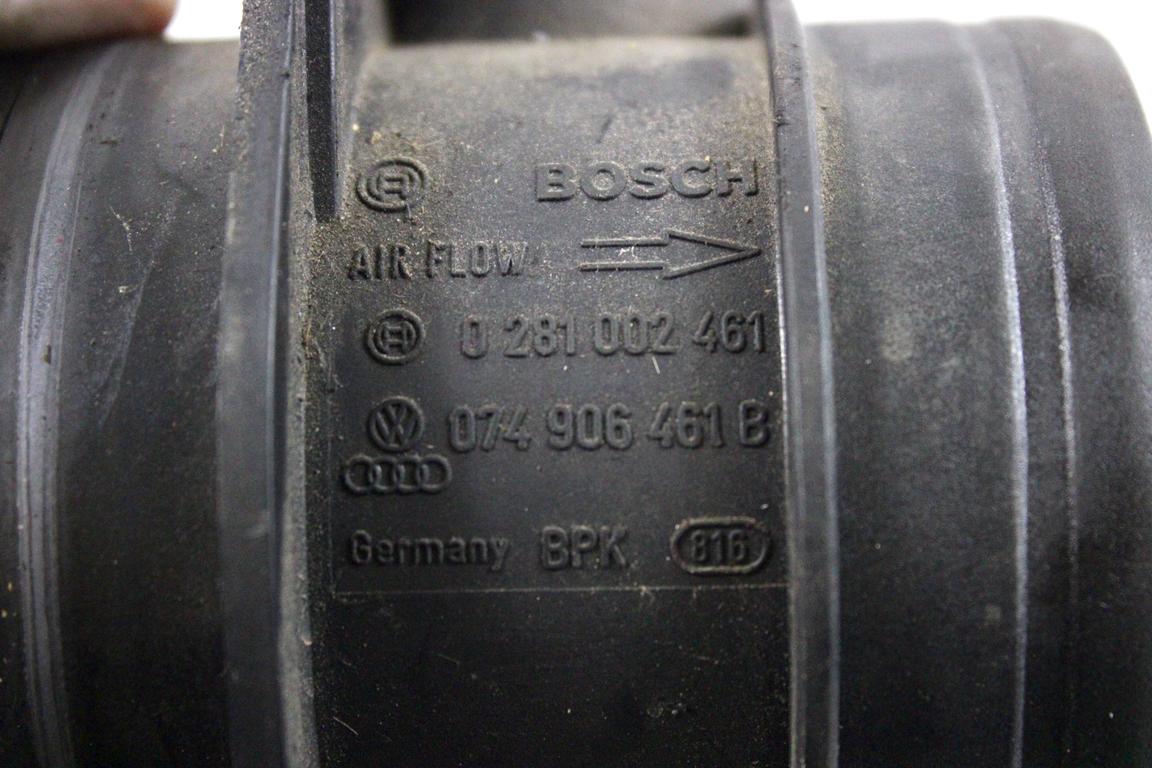 BOSCH
AIR FLOW
0 281 002 461
074 906 461 B
Germany BPK 816